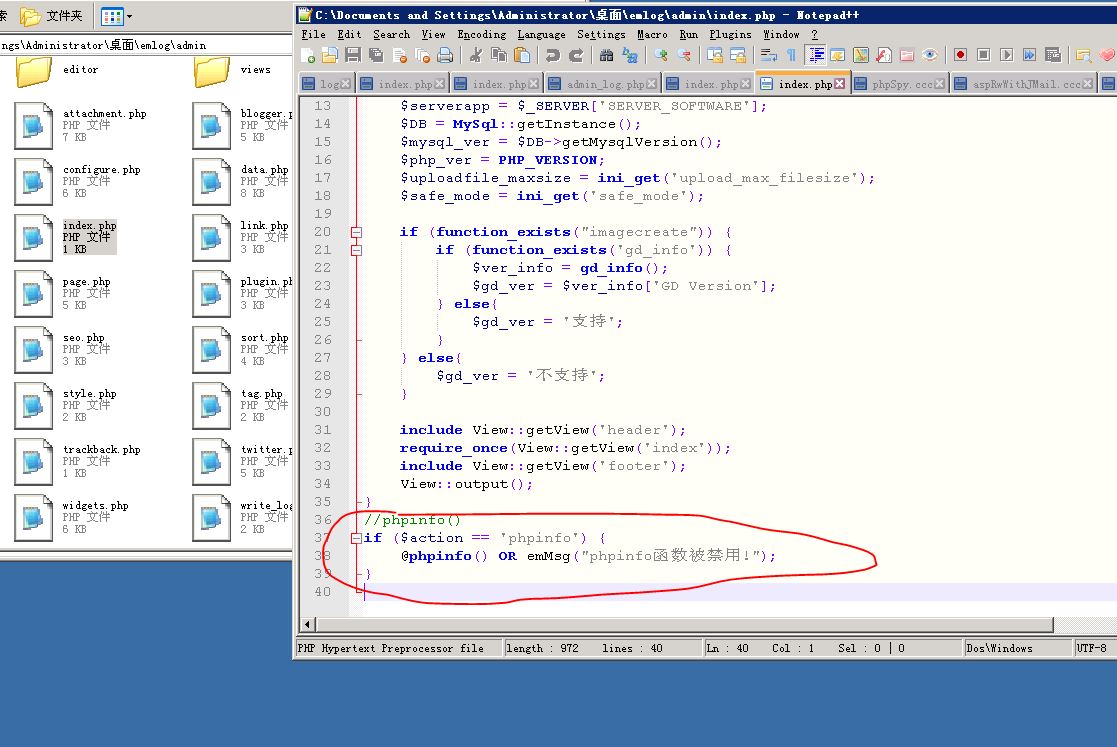 索 文件夹
ngs\Administrator\桌面\emlog\admin
editor
views
attachment.php
PHP 文件
7 KB
blogger.p
PHP 文件
5 KB
configure.php
PHP 文件
6 KB
data.php
PHP 文件
8 KB
index.php
PHP 文件
1 KB
link.php
PHP 文件
3 KB
page.php
PHP 文件
5 KB
plugin.ph
PHP 文件
3 KB
seo.php
PHP 文件
3 KB
sort.php
PHP 文件
4 KB
style.php
PHP 文件
2 KB
tag.php
PHP 文件
2 KB
trackback.php
PHP 文件
1 KB
twitter.p
PHP 文件
5 KB
widgets.php
PHP 文件
6 KB
write_log
PHP 文件
2 KB
C:\Documents and Settings\Administrator\桌面\emlog\admin\index.php - Notepad++
File Edit Search View Encoding Language Settings Macro Run Plugins Window ?
log index.php index.php admin_log.php index.php index.php phpSpy.ccc aspRwWithJMail.ccc
13 $serverapp = $_SERVER['SERVER_SOFTWARE'];
14 $DB = MySql::getInstance();
15 $mysql_ver = $DB->getMysqlVersion();
16 $php_ver = PHP_VERSION;
17 $uploadfile_maxsize = ini_get('upload_max_filesize');
18 $safe_mode = ini_get('safe_mode');
19
20 if (function_exists("imagecreate")) {
21 if (function_exists('gd_info')) {
22 $ver_info = gd_info();
23 $gd_ver = $ver_info['GD Version'];
24 } else{
25 $gd_ver = '支持';
26 }
27 } else{
28 $gd_ver = '不支持';
29 }
30
31 include View::getView('header');
32 require_once(View::getView('index'));
33 include View::getView('footer');
34 View::output();
35 }
36 //phpinfo()
37 if ($action == 'phpinfo') {
38 @phpinfo() OR emMsg("phpinfo函数被禁用!");
39 }
40
PHP Hypertext Preprocessor file length : 972 lines : 40 Ln : 40 Col : 1 Sel : 0 | 0 Dos\Windows UTF-8